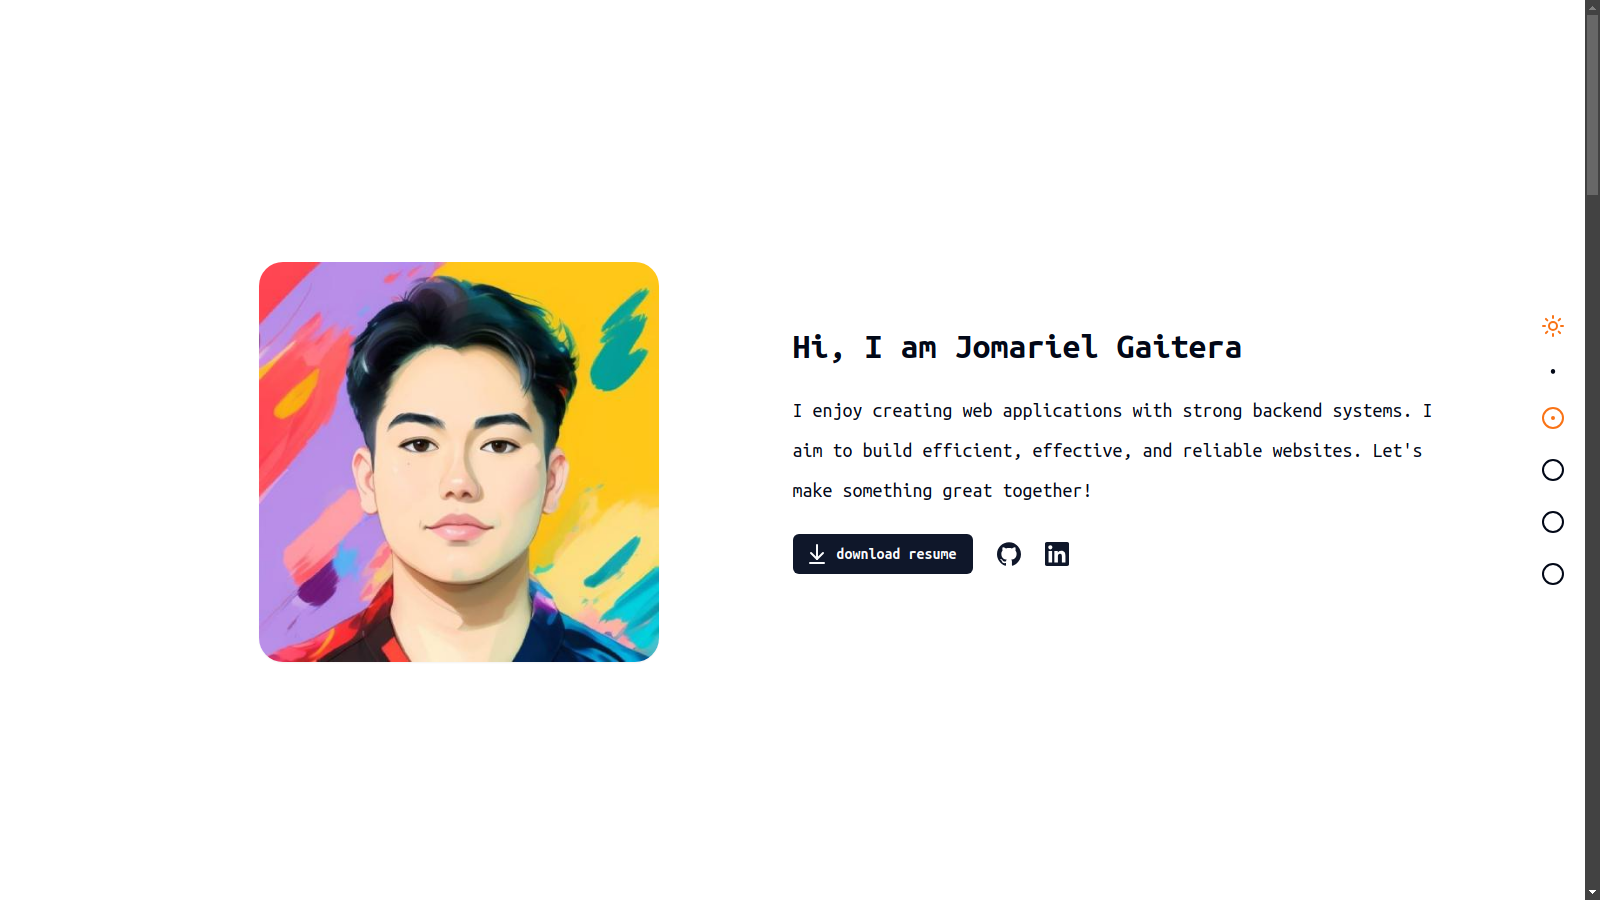 Hi, I am Jomariel Gaitera
I enjoy creating web applications with strong backend systems. I
aim to build efficient, effective, and reliable websites. Let's
make something great together!
download resume
in